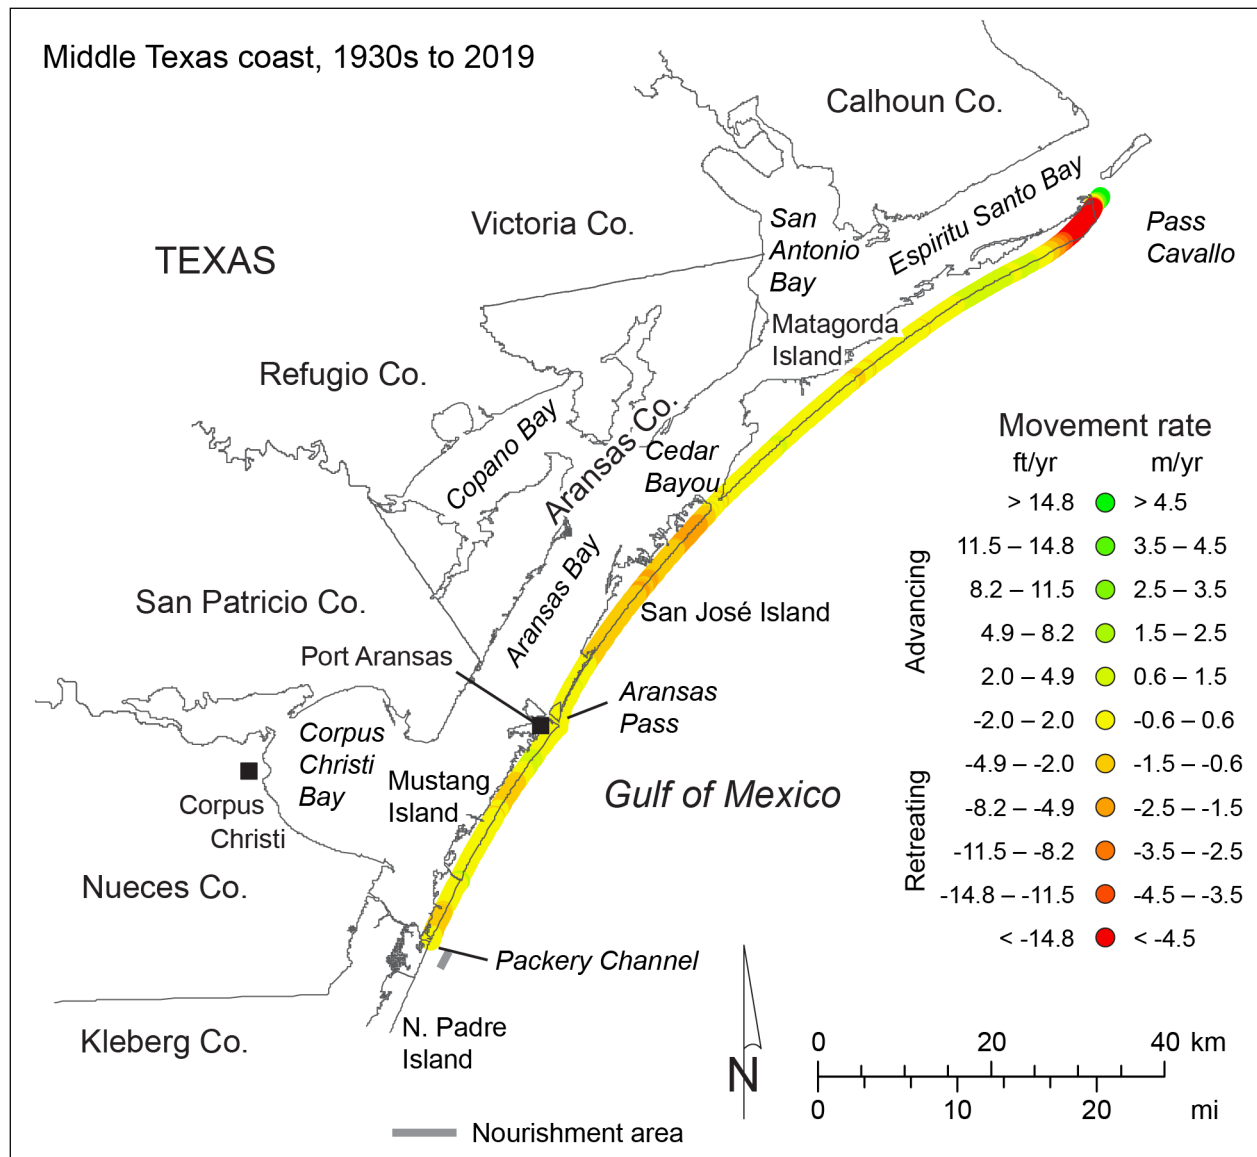 Middle Texas coast, 1930s to 2019
Calhoun Co.
Victoria Co.
San
Antonio
Bay
Espiritu Santo Bay
Pass
Cavallo
TEXAS
Matagorda
Island
Refugio Co.
Copano Bay
Aransas Co.
Cedar
Bayou
San Patricio Co.
Aransas Bay
San José Island
Port Aransas
Aransas
Pass
Corpus
Christi
Bay
Mustang
Island
Gulf of Mexico
Corpus
Christi
Nueces Co.
Packery Channel
N. Padre
Island
Kleberg Co.
Nourishment area
Movement rate
ft/yr m/yr
> 14.8 > 4.5
11.5 – 14.8 3.5 – 4.5
8.2 – 11.5 2.5 – 3.5
4.9 – 8.2 1.5 – 2.5
2.0 – 4.9 0.6 – 1.5
-2.0 – 2.0 -0.6 – 0.6
-4.9 – -2.0 -1.5 – -0.6
-8.2 – -4.9 -2.5 – -1.5
-11.5 – -8.2 -3.5 – -2.5
-14.8 – -11.5 -4.5 – -3.5
< -14.8 < -4.5
Advancing
Retreating
N
0 20 40 km
0 10 20 mi